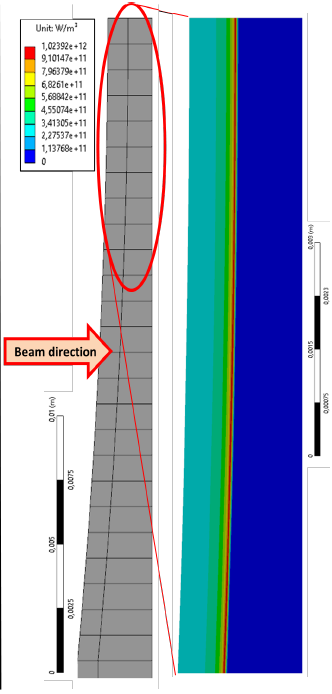 Unit: W/m³
1,02392e+12
9,10147e+11
7,96379e+11
6,8261e+11
5,68842e+11
4,55074e+11
3,41305e+11
2,27537e+11
1,13768e+11
0
Beam direction
0,01 (m)
0,0075
0,005
0,0025
0
0,003 (m)
0,0023
0,0015
0,00075
0